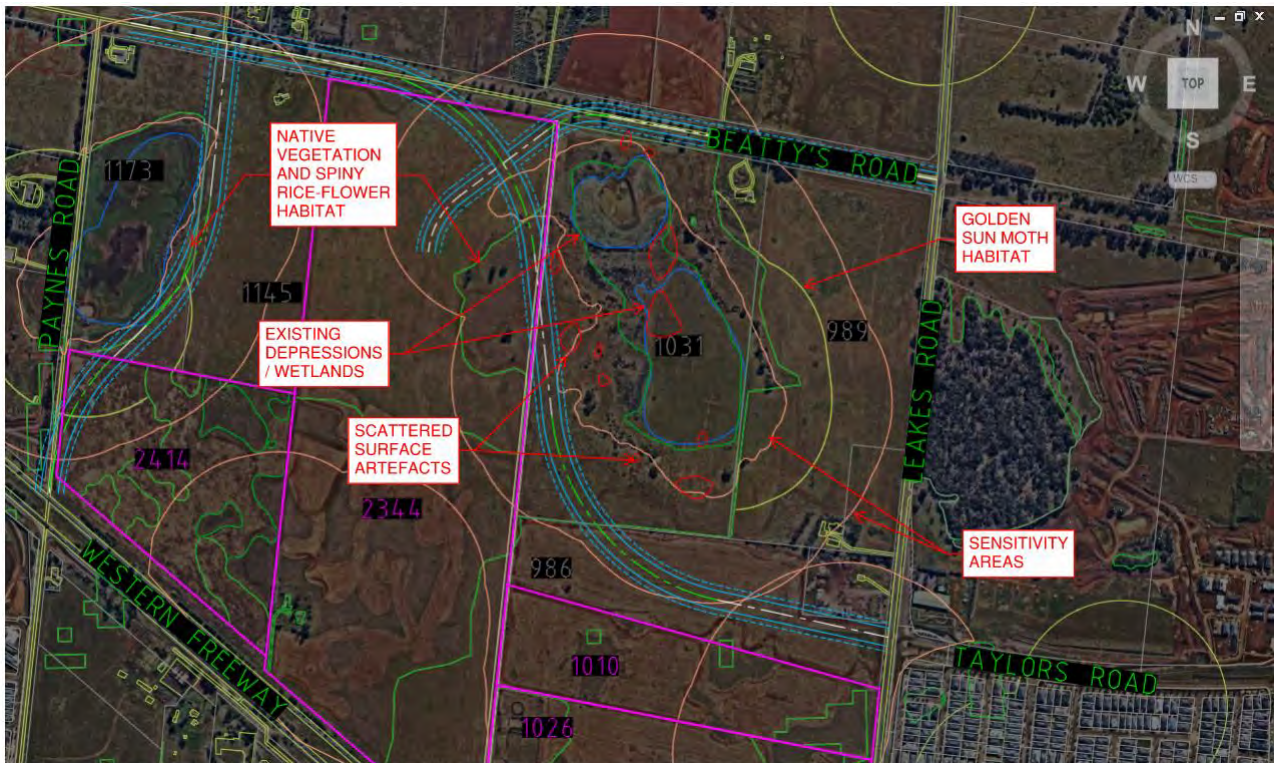 N
W
TOP
E
S
WCS
NATIVE
VEGETATION
AND SPINY
RICE-FLOWER
HABITAT
BEATTY'S ROAD
1173
PAYNES ROAD
GOLDEN
SUN MOTH
HABITAT
1145
EXISTING
DEPRESSIONS
/ WETLANDS
1031
989
LEAKES ROAD
SCATTERED
SURFACE
ARTEFACTS
2414
2344
SENSITIVITY
AREAS
986
WESTERN FREEWAY
1010
TAYLORS ROAD
1026